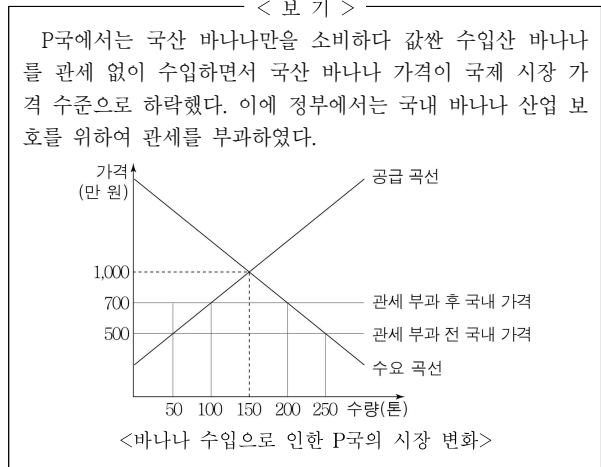 < 보 기 >
P국에서는 국산 바나나만을 소비하다 값싼 수입산 바나나
를 관세 없이 수입하면서 국산 바나나 가격이 국제 시장 가
격 수준으로 하락했다. 이에 정부에서는 국내 바나나 산업 보
호를 위하여 관세를 부과하였다.
가격
(만 원)
공급 곡선
1,000
700
관세 부과 후 국내 가격
500
관세 부과 전 국내 가격
수요 곡선
50 100 150 200 250 수량(톤)
<바나나 수입으로 인한 P국의 시장 변화>